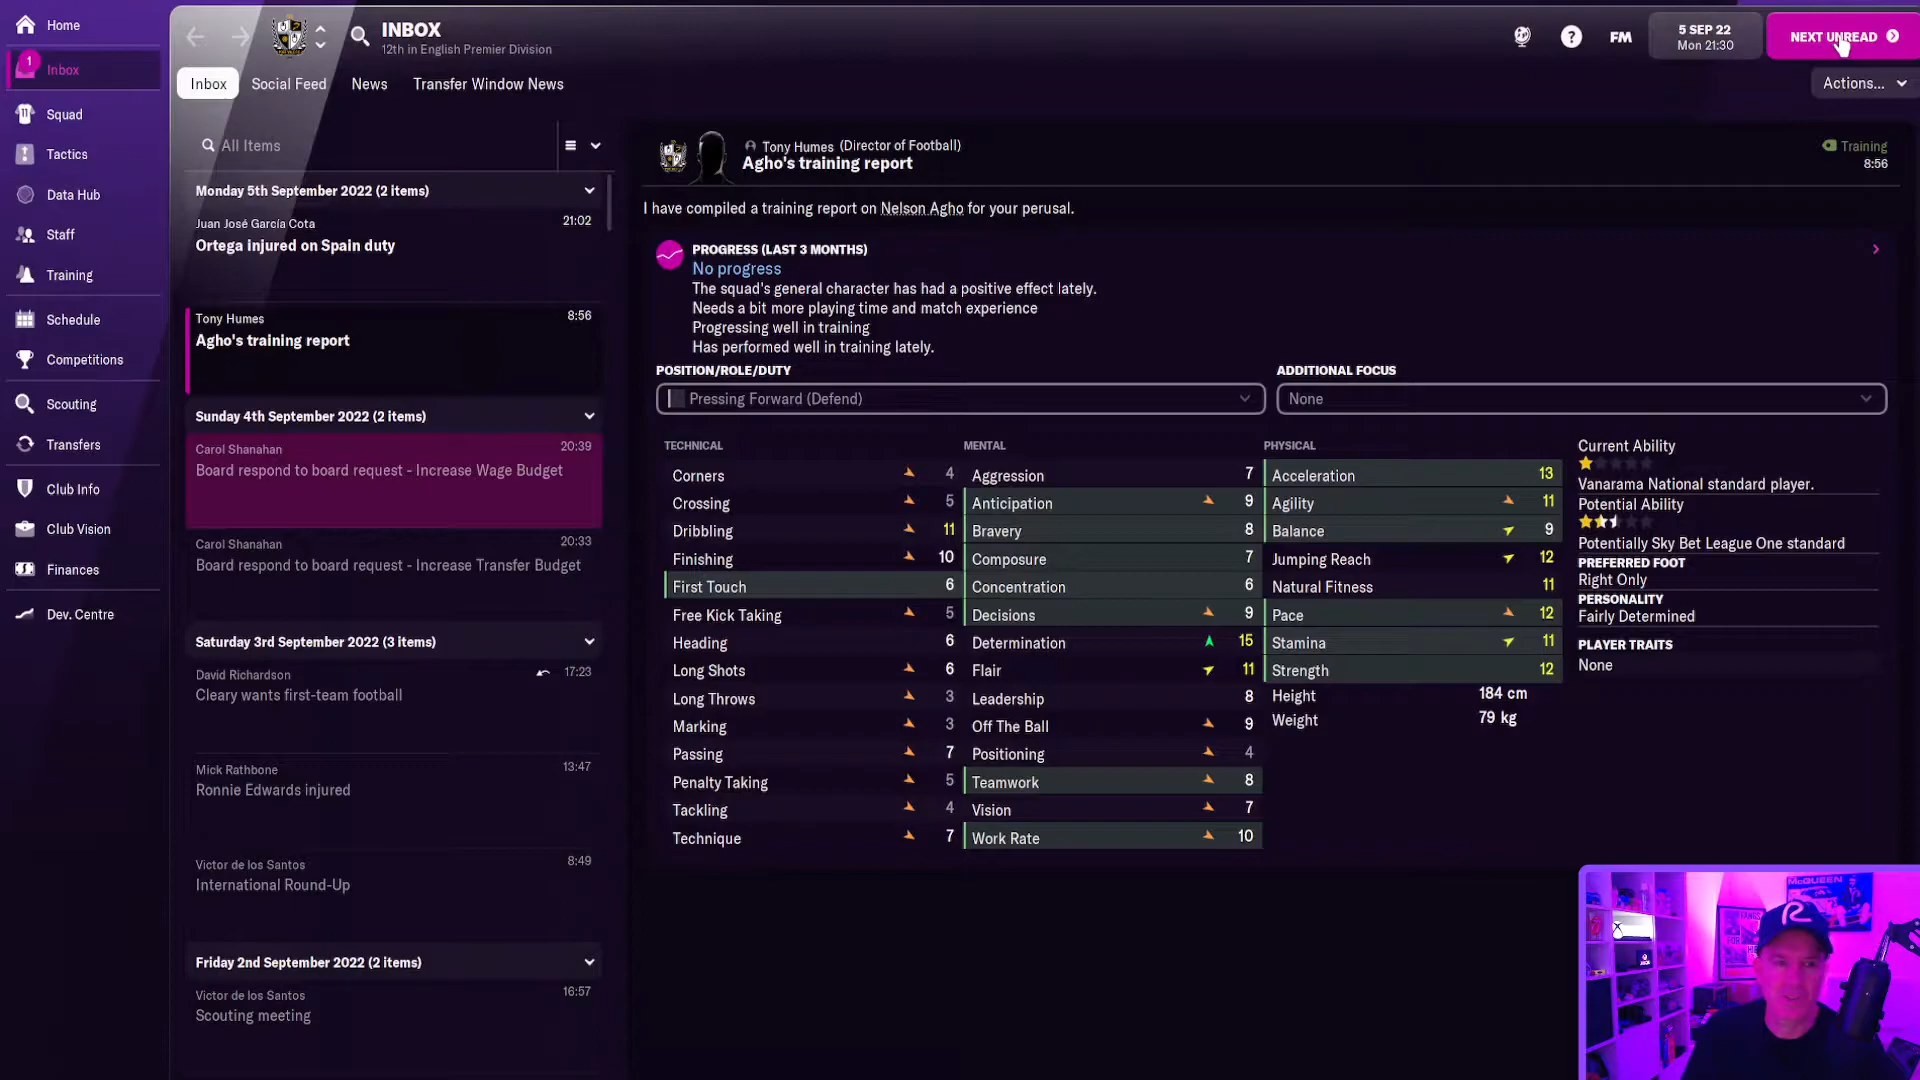 Home
INBOX
12th in English Premier Division
FM
5 SEP 22
Mon 21:30
NEXT UNREAD
1
Inbox
Squad
Tactics
Data Hub
Staff
Training
Schedule
Competitions
Scouting
Transfers
Club Info
Club Vision
Finances
Dev. Centre
Inbox
Social Feed
News
Transfer Window News
Actions...
All Items
Monday 5th September 2022 (2 items)
Juan José García Cota
21:02
Ortega injured on Spain duty
Tony Humes
8:56
Agho's training report
Sunday 4th September 2022 (2 items)
Carol Shanahan
20:39
Board respond to board request - Increase Wage Budget
Carol Shanahan
20:33
Board respond to board request - Increase Transfer Budget
Saturday 3rd September 2022 (3 items)
David Richardson
17:23
Cleary wants first-team football
Mick Rathbone
13:47
Ronnie Edwards injured
Victor de los Santos
8:49
International Round-Up
Friday 2nd September 2022 (2 items)
Victor de los Santos
16:57
Scouting meeting
Tony Humes (Director of Football)
Agho's training report
Training
8:56
I have compiled a training report on Nelson Agho for your perusal.
PROGRESS (LAST 3 MONTHS)
No progress
The squad's general character has had a positive effect lately.
Needs a bit more playing time and match experience
Progressing well in training
Has performed well in training lately.
POSITION/ROLE/DUTY
Pressing Forward (Defend)
ADDITIONAL FOCUS
None
TECHNICAL
Corners 4
Crossing 5
Dribbling 11
Finishing 10
First Touch 6
Free Kick Taking 5
Heading 6
Long Shots 6
Long Throws 3
Marking 3
Passing 7
Penalty Taking 5
Tackling 4
Technique 7
MENTAL
Aggression 7
Anticipation 9
Bravery 8
Composure 7
Concentration 6
Decisions 9
Determination 15
Flair 11
Leadership 8
Off The Ball 9
Positioning 4
Teamwork 8
Vision 7
Work Rate 10
PHYSICAL
Acceleration 13
Agility 11
Balance 9
Jumping Reach 12
Natural Fitness 11
Pace 12
Stamina 11
Strength 12
Height 184 cm
Weight 79 kg
Current Ability
Vanarama National standard player.
Potential Ability
Potentially Sky Bet League One standard
PREFERRED FOOT
Right Only
PERSONALITY
Fairly Determined
PLAYER TRAITS
None
McQUEEN
R